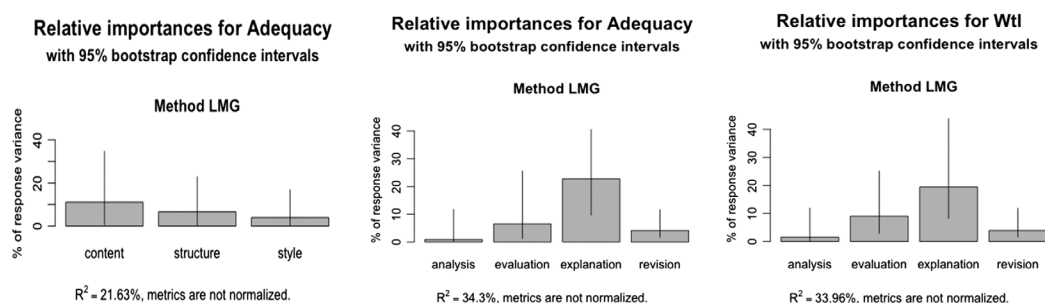 Relative importances for Adequacy
with 95% bootstrap confidence intervals
Method LMG
% of response variance
40
20
0
content structure style
R² = 21.63%, metrics are not normalized.
Relative importances for Adequacy
with 95% bootstrap confidence intervals
Method LMG
% of response variance
40
30
20
10
0
analysis evaluation explanation revision
R² = 34.3%, metrics are not normalized.
Relative importances for Wtl
with 95% bootstrap confidence intervals
Method LMG
% of response variance
40
30
20
10
0
analysis evaluation explanation revision
R² = 33.96%, metrics are not normalized.